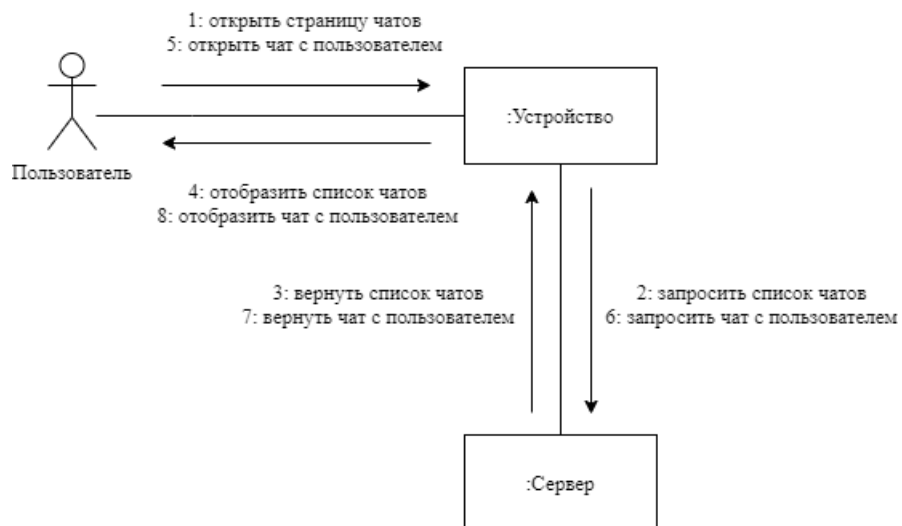 1: открыть страницу чатов
5: открыть чат с пользователем
:Устройство
Пользователь
4: отобразить список чатов
8: отобразить чат с пользователем
3: вернуть список чатов
7: вернуть чат с пользователем
2: запросить список чатов
6: запросить чат с пользователем
:Сервер